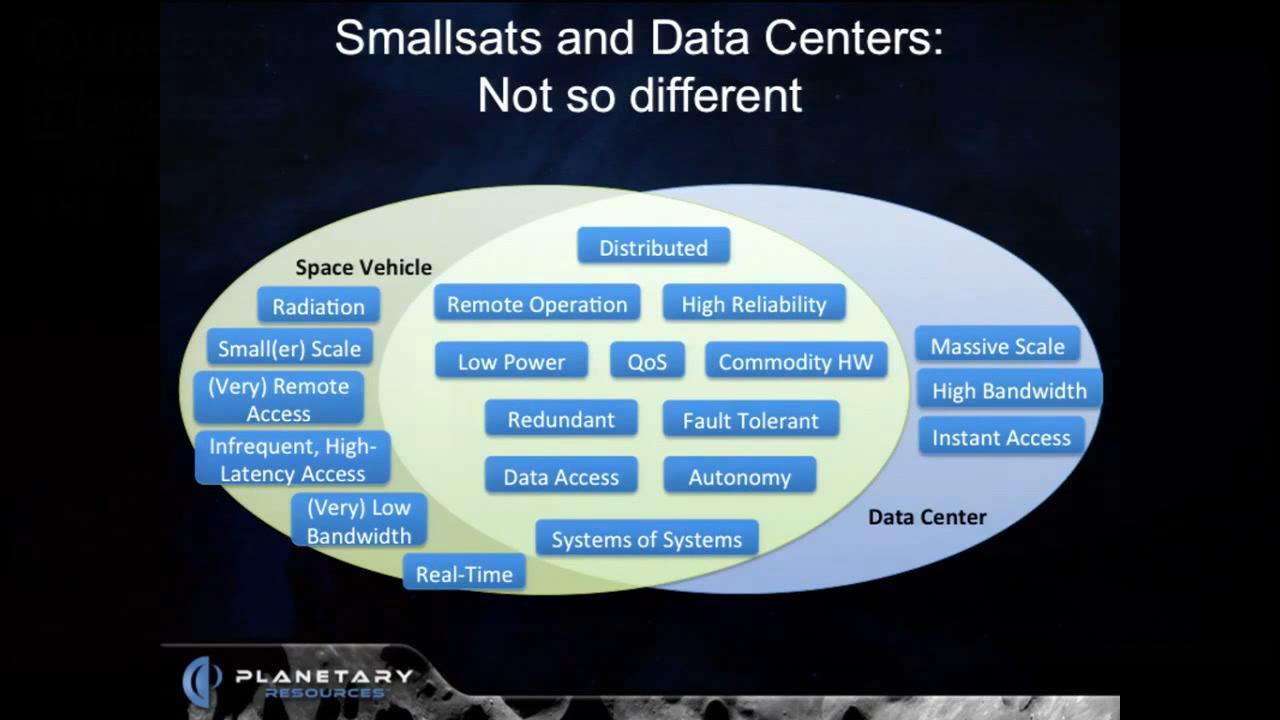 Smallsats and Data Centers:
Not so different
Space Vehicle
Radiation
Small(er) Scale
(Very) Remote
Access
Infrequent, High-
Latency Access
(Very) Low
Bandwidth
Real-Time
Distributed
Remote Operation
High Reliability
Low Power
QoS
Commodity HW
Redundant
Fault Tolerant
Data Access
Autonomy
Systems of Systems
Massive Scale
High Bandwidth
Instant Access
Data Center
PLANETARY
RESOURCES